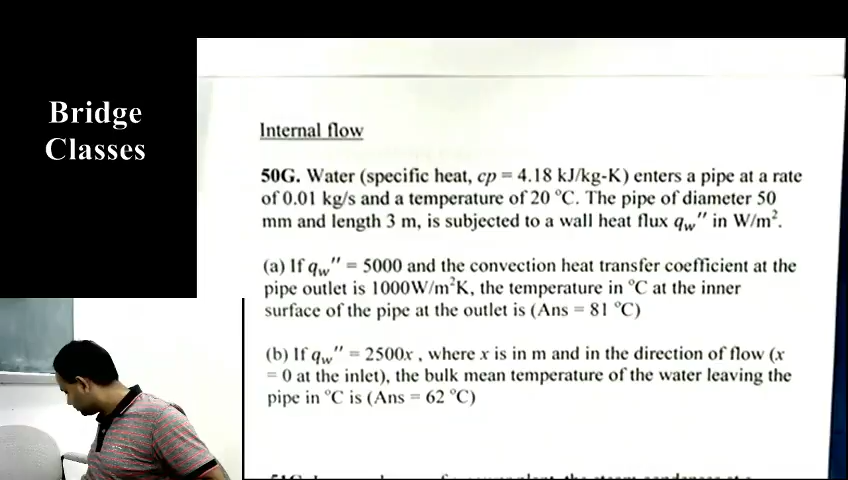 Bridge
Classes
Internal flow
50G. Water (specific heat, cp = 4.18 kJ/kg-K) enters a pipe at a rate
of 0.01 kg/s and a temperature of 20 °C. The pipe of diameter 50
mm and length 3 m, is subjected to a wall heat flux qw″ in W/m².
(a) If qw″ = 5000 and the convection heat transfer coefficient at the
pipe outlet is 1000W/m²K, the temperature in °C at the inner
surface of the pipe at the outlet is (Ans = 81 °C)
(b) If qw″ = 2500x , where x is in m and in the direction of flow (x
= 0 at the inlet), the bulk mean temperature of the water leaving the
pipe in °C is (Ans = 62 °C)